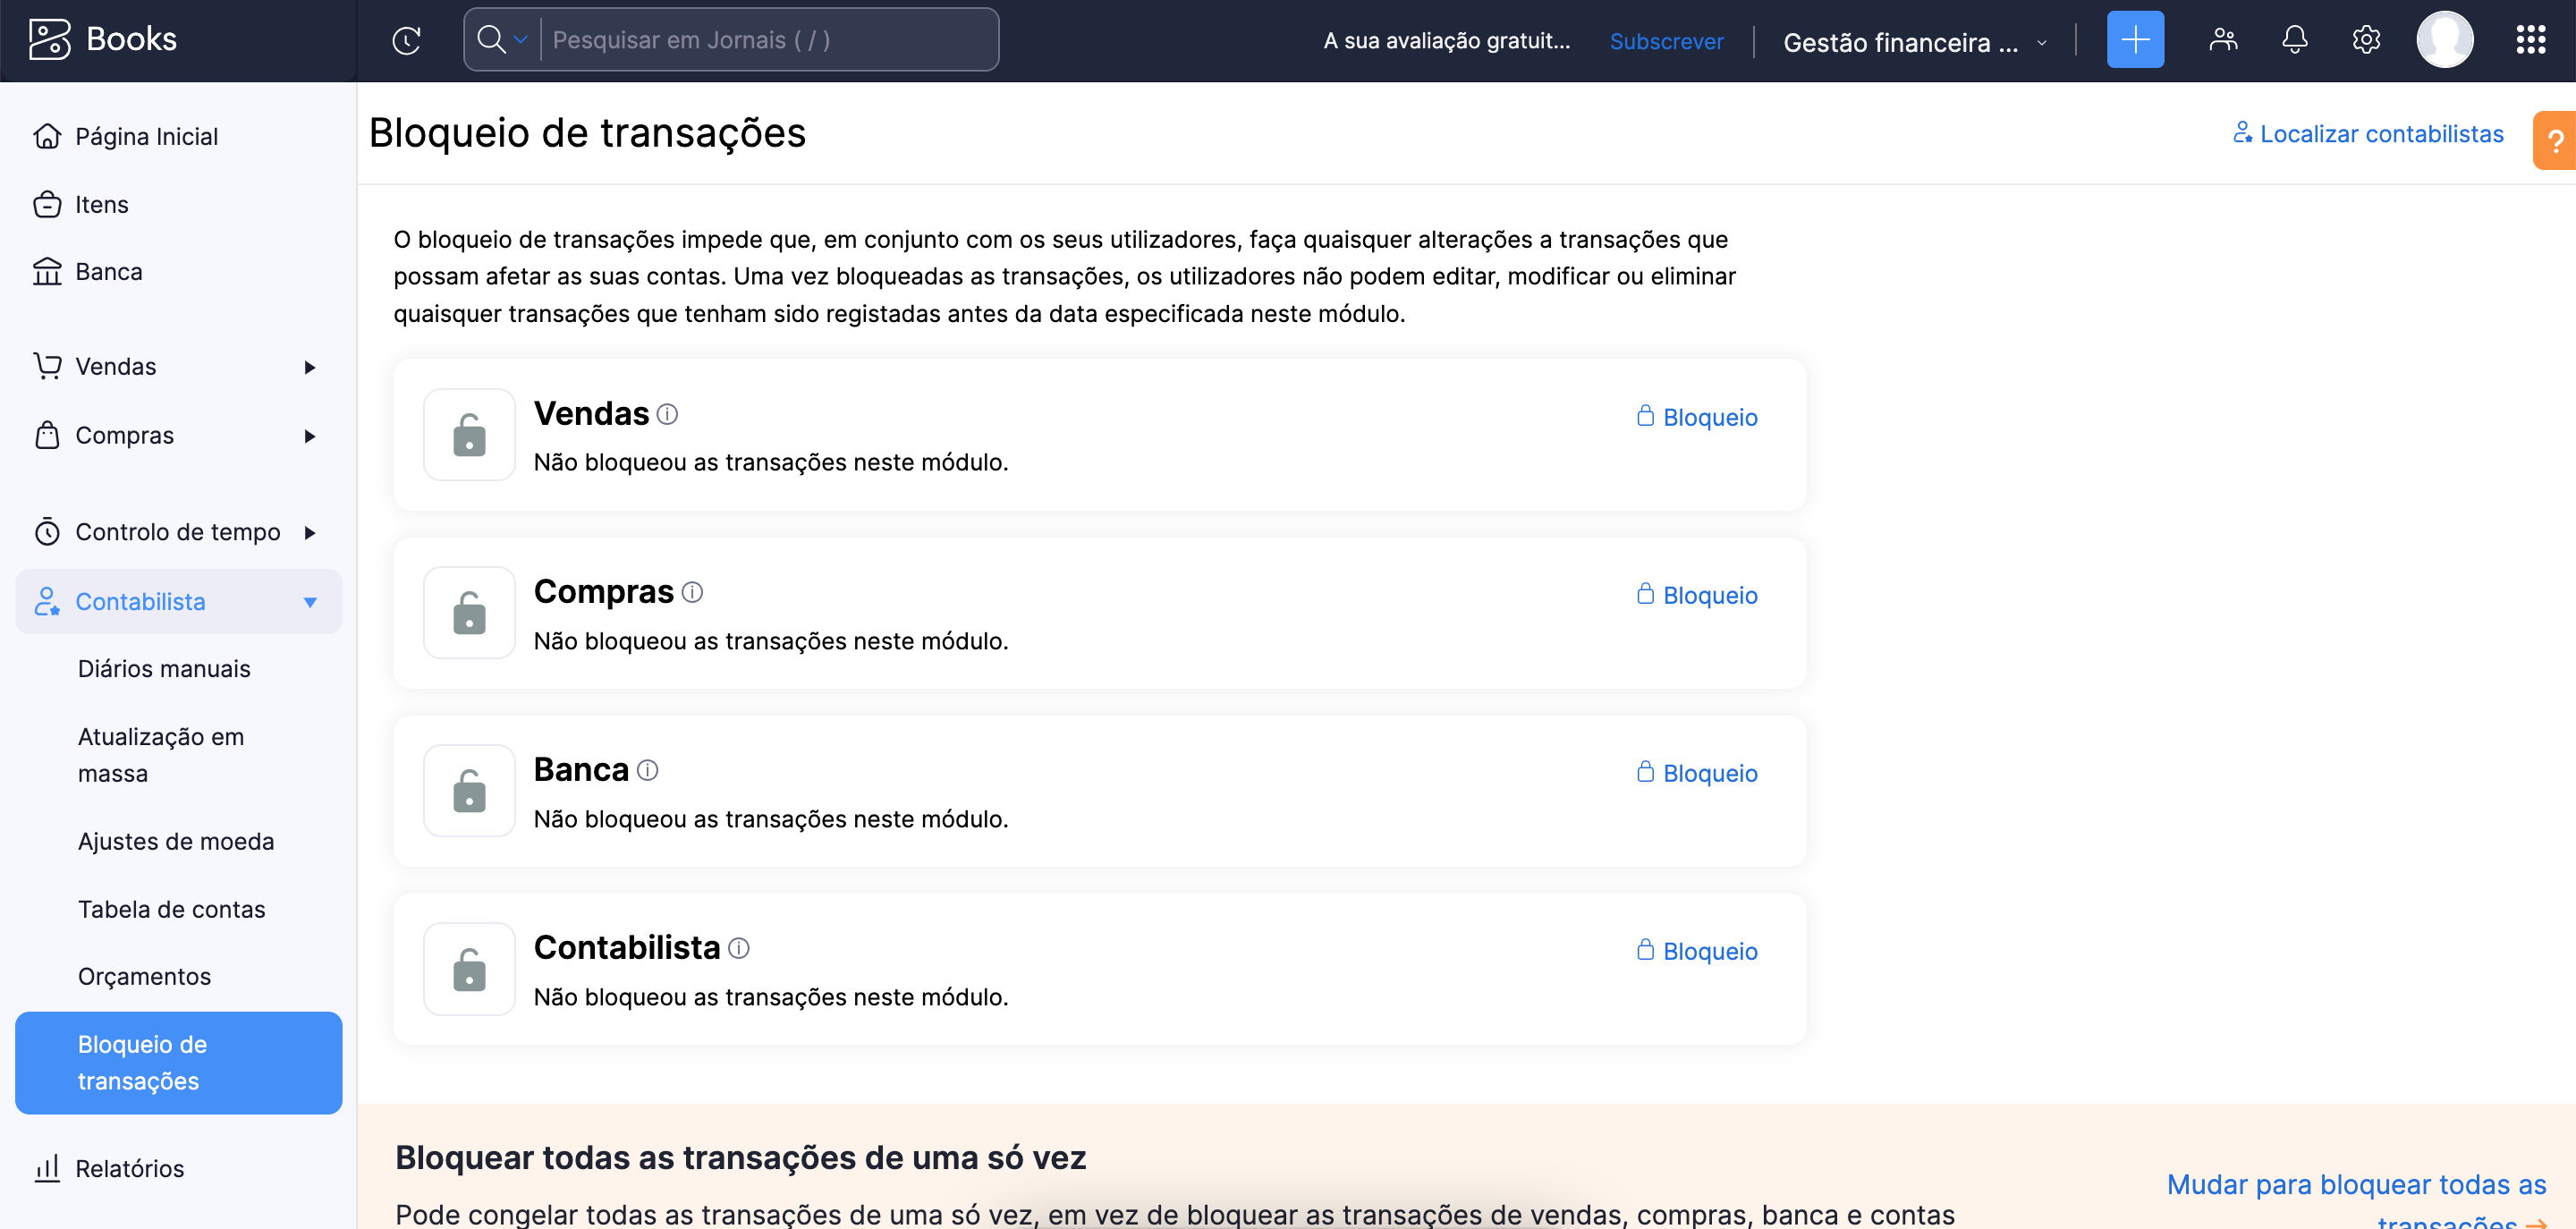 Books
Pesquisar em Jornais ( / )
A sua avaliação gratuit...
Subscrever
Gestão financeira ...
Página Inicial
Itens
Banca
Vendas
Compras
Controlo de tempo
Contabilista
Diários manuais
Atualização em
massa
Ajustes de moeda
Tabela de contas
Orçamentos
Bloqueio de
transações
Relatórios
Bloqueio de transações
Localizar contabilistas
?
O bloqueio de transações impede que, em conjunto com os seus utilizadores, faça quaisquer alterações a transações que
possam afetar as suas contas. Uma vez bloqueadas as transações, os utilizadores não podem editar, modificar ou eliminar
quaisquer transações que tenham sido registadas antes da data especificada neste módulo.
Vendas
Bloqueio
Não bloqueou as transações neste módulo.
Compras
Bloqueio
Não bloqueou as transações neste módulo.
Banca
Bloqueio
Não bloqueou as transações neste módulo.
Contabilista
Bloqueio
Não bloqueou as transações neste módulo.
Bloquear todas as transações de uma só vez
Pode congelar todas as transações de uma só vez, em vez de bloquear as transações de vendas, compras, banca e contas
Mudar para bloquear todas as
transações →